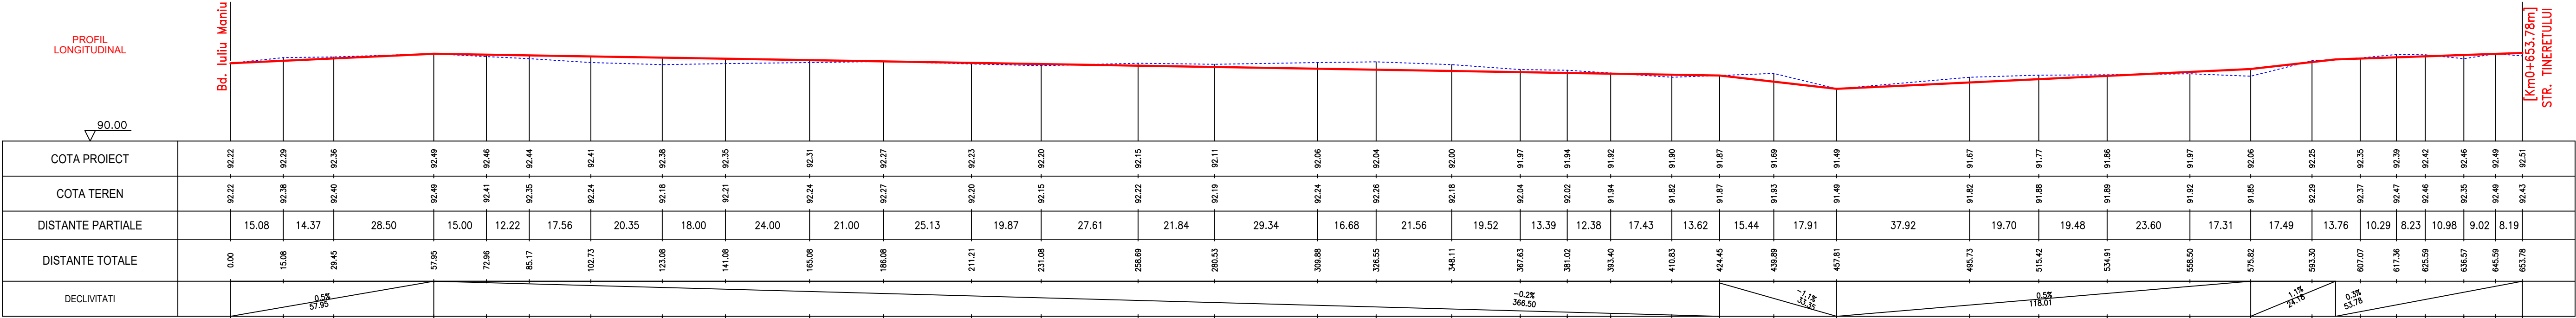 PROFIL
LONGITUDINAL
Bd. Iuliu Maniu
[Km0+653.78m]
STR. TINERETULUI
90.00
COTA PROIECT 92.22 92.29 92.36 92.49 92.46 92.44 92.41 92.38 92.35 92.31 92.27 92.23 92.20 92.15 92.11 92.06 92.04 92.00 91.97 91.94 91.92 91.90 91.87 91.69 91.49 91.67 91.77 91.86 91.97 92.06 92.25 92.35 92.39 92.42 92.46 92.49 92.51
COTA TEREN 92.22 92.38 92.40 92.49 92.41 92.35 92.24 92.18 92.21 92.24 92.27 92.20 92.15 92.22 92.19 92.24 92.26 92.18 92.04 92.02 91.94 91.82 91.87 91.93 91.49 91.82 91.88 91.89 91.92 91.85 92.29 92.37 92.47 92.46 92.35 92.49 92.43
DISTANTE PARTIALE 15.08 14.37 28.50 15.00 12.22 17.56 20.35 18.00 24.00 21.00 25.13 19.87 27.61 21.84 29.34 16.68 21.56 19.52 13.39 12.38 17.43 13.62 15.44 17.91 37.92 19.70 19.48 23.60 17.31 17.49 13.76 10.29 8.23 10.98 9.02 8.19
DISTANTE TOTALE 0.00 15.08 29.45 57.95 72.96 85.17 102.73 123.08 141.08 165.08 186.08 211.21 231.08 258.69 280.53 309.88 326.55 348.11 367.63 381.02 393.40 410.83 424.45 439.89 457.81 495.73 515.42 534.91 558.50 575.82 593.30 607.07 617.36 625.59 636.57 645.59 653.78
DECLIVITATI
0.5%
57.95
-0.2%
366.50
-1.1%
33.35
0.5%
118.01
1.1%
24.18
0.3%
53.78